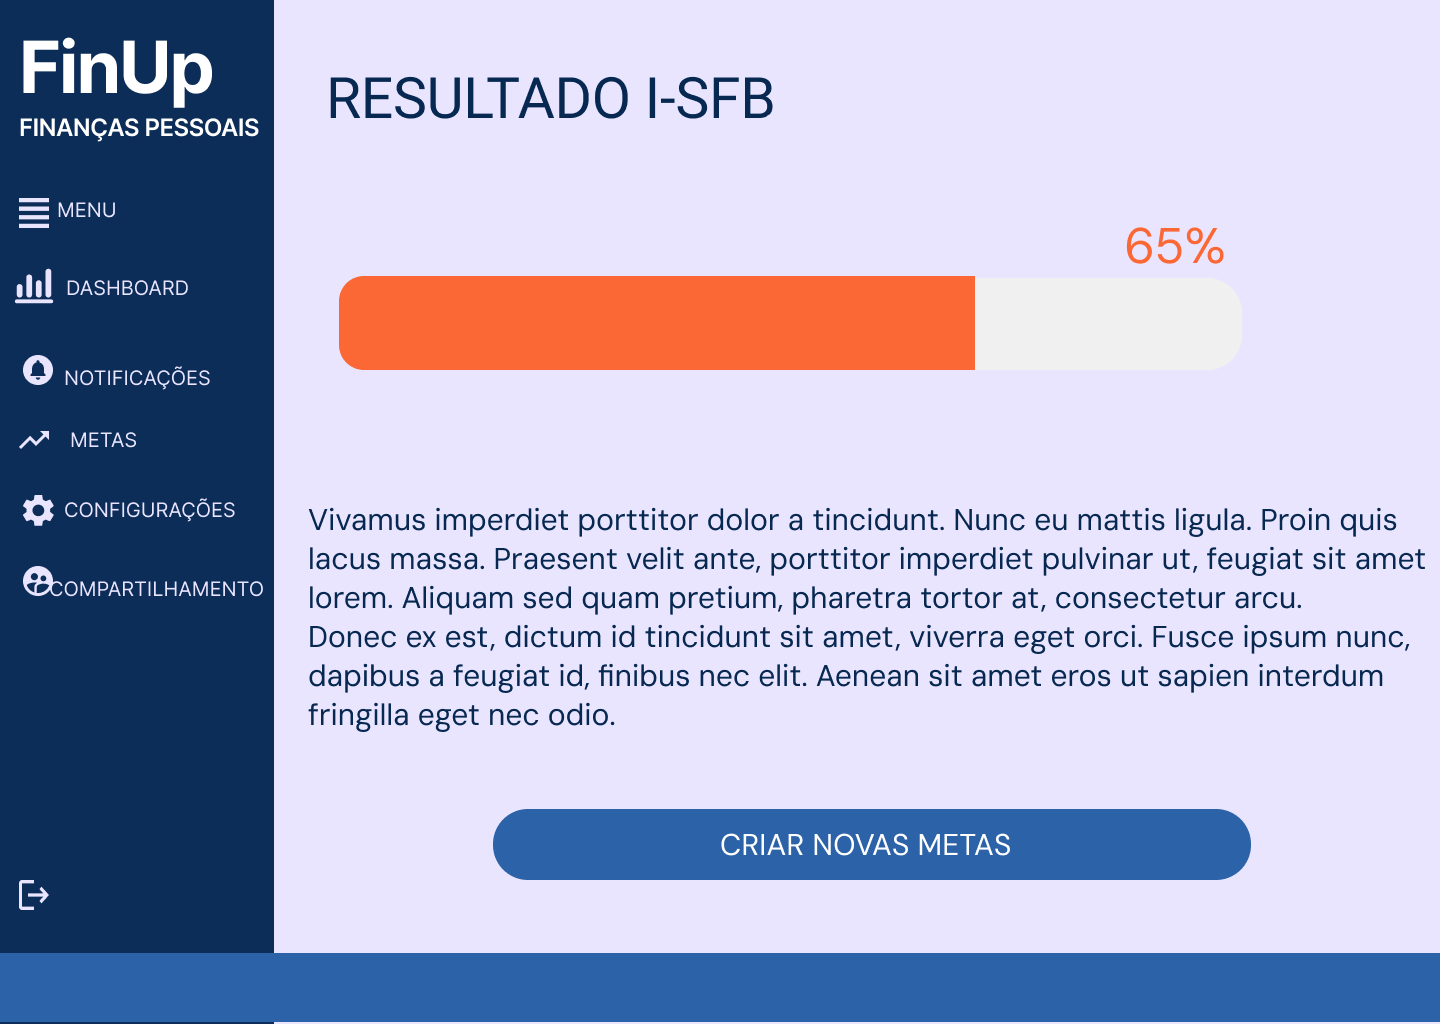 FinUp
FINANÇAS PESSOAIS
MENU
DASHBOARD
NOTIFICAÇÕES
METAS
CONFIGURAÇÕES
COMPARTILHAMENTO
RESULTADO I-SFB
65%
Vivamus imperdiet porttitor dolor a tincidunt. Nunc eu mattis ligula. Proin quis
lacus massa. Praesent velit ante, porttitor imperdiet pulvinar ut, feugiat sit amet
lorem. Aliquam sed quam pretium, pharetra tortor at, consectetur arcu.
Donec ex est, dictum id tincidunt sit amet, viverra eget orci. Fusce ipsum nunc,
dapibus a feugiat id, finibus nec elit. Aenean sit amet eros ut sapien interdum
fringilla eget nec odio.
CRIAR NOVAS METAS